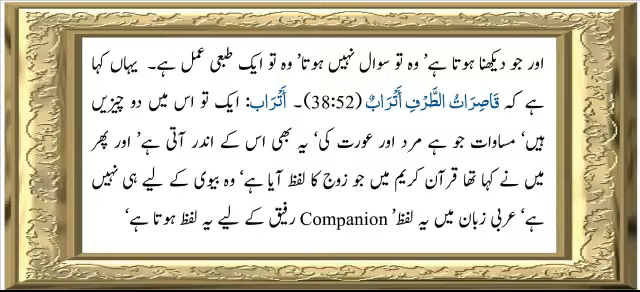 اور جو دیکھنا ہوتا ہے’ وہ تو سوال نہیں ہوتا’ وہ تو ایک طبعی عمل ہے۔ یہاں کہا
ہے کہ قَاصِرَاتُ الطَّرْفِ أَتْرَابٌ (38:52)۔ أَتْرَاب: ایک تو اس میں دو چیزیں
ہیں‘ مساوات جو ہے مرد اور عورت کی‘ یہ بھی اس کے اندر آتی ہے’ اور پھر
میں نے کہا تھا قرآن کریم میں جو زوج کا لفظ آیا ہے‘ وہ بیوی کے لیے ہی نہیں
ہے‘ عربی زبان میں یہ لفظ’ Companion رفیق کے لیے یہ لفظ ہوتا ہے‘